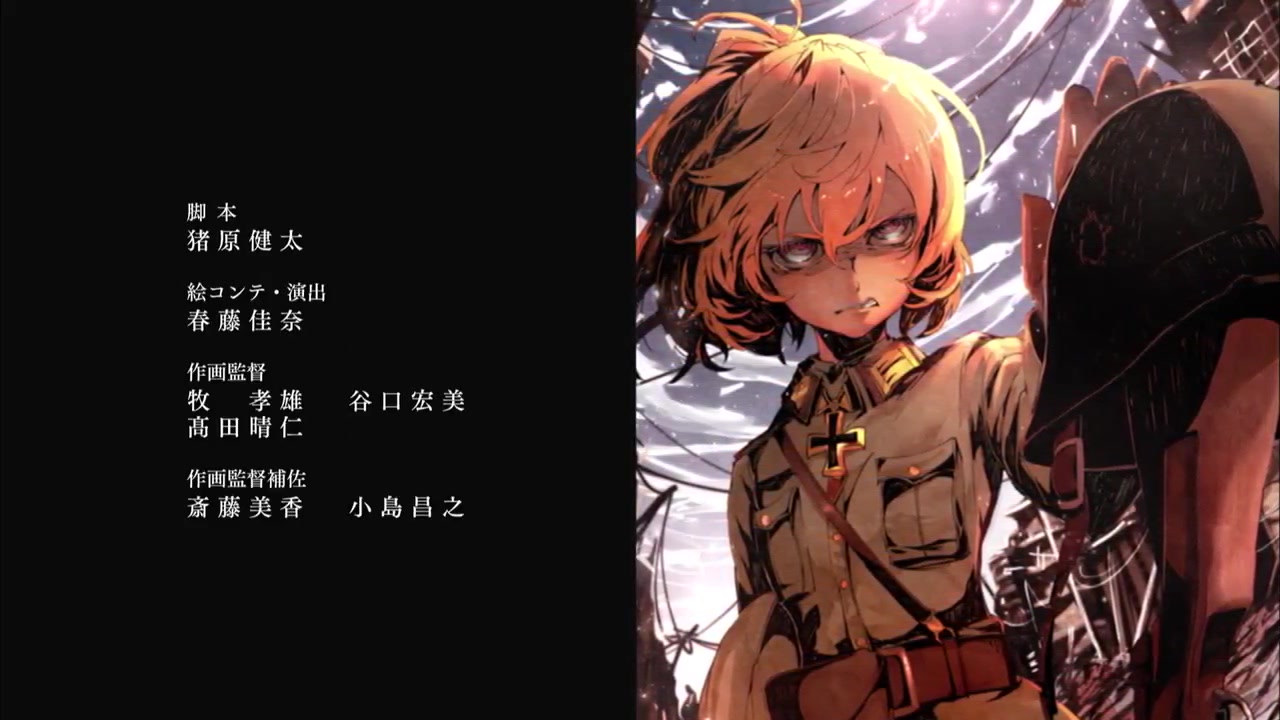 脚本
猪原健太
絵コンテ・演出
春藤佳奈
作画監督
牧　孝雄　谷口宏美
髙田晴仁
作画監督補佐
斎藤美香　小島昌之